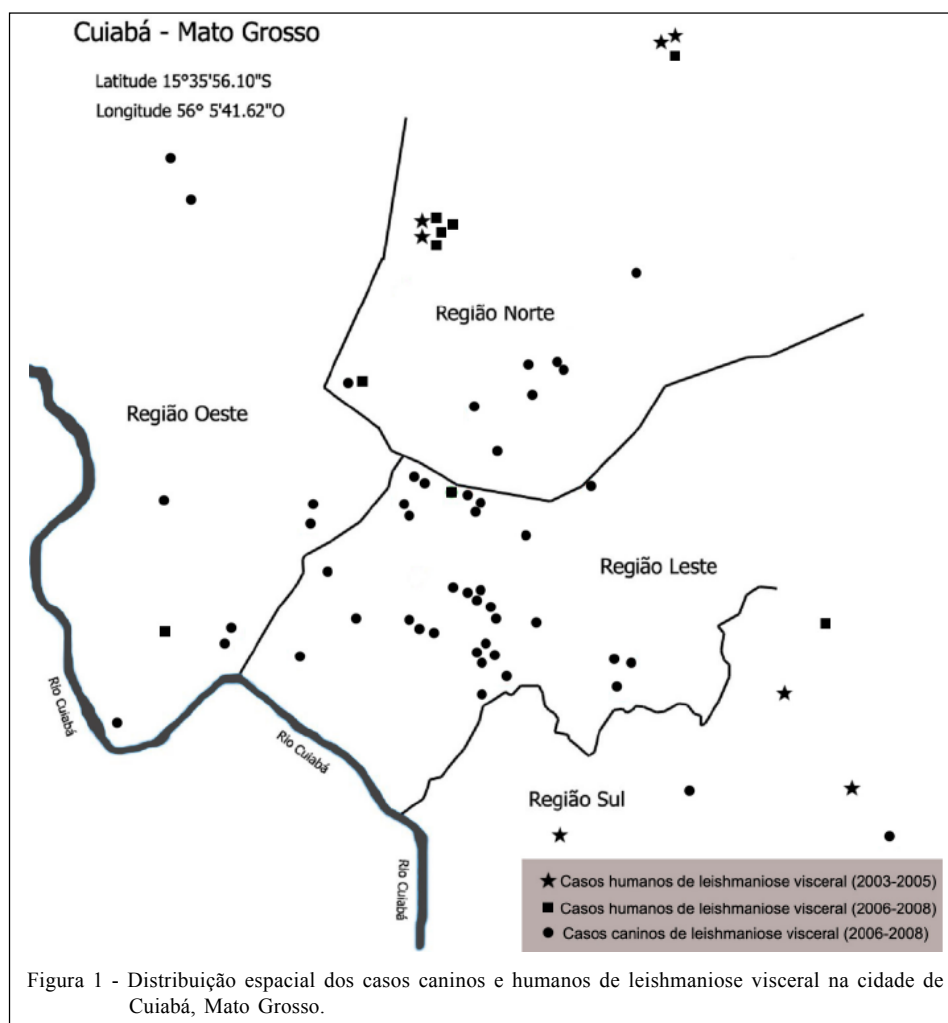 Cuiabá - Mato Grosso
Latitude 15°35'56.10"S
Longitude 56° 5'41.62"O
Região Norte
Região Oeste
Região Leste
Rio Cuiabá
Rio Cuiabá
Região Sul
Rio Cuiabá
Casos humanos de leishmaniose visceral (2003-2005)
Casos humanos de leishmaniose visceral (2006-2008)
Casos caninos de leishmaniose visceral (2006-2008)
Figura 1 - Distribuição espacial dos casos caninos e humanos de leishmaniose visceral na cidade de
Cuiabá, Mato Grosso.